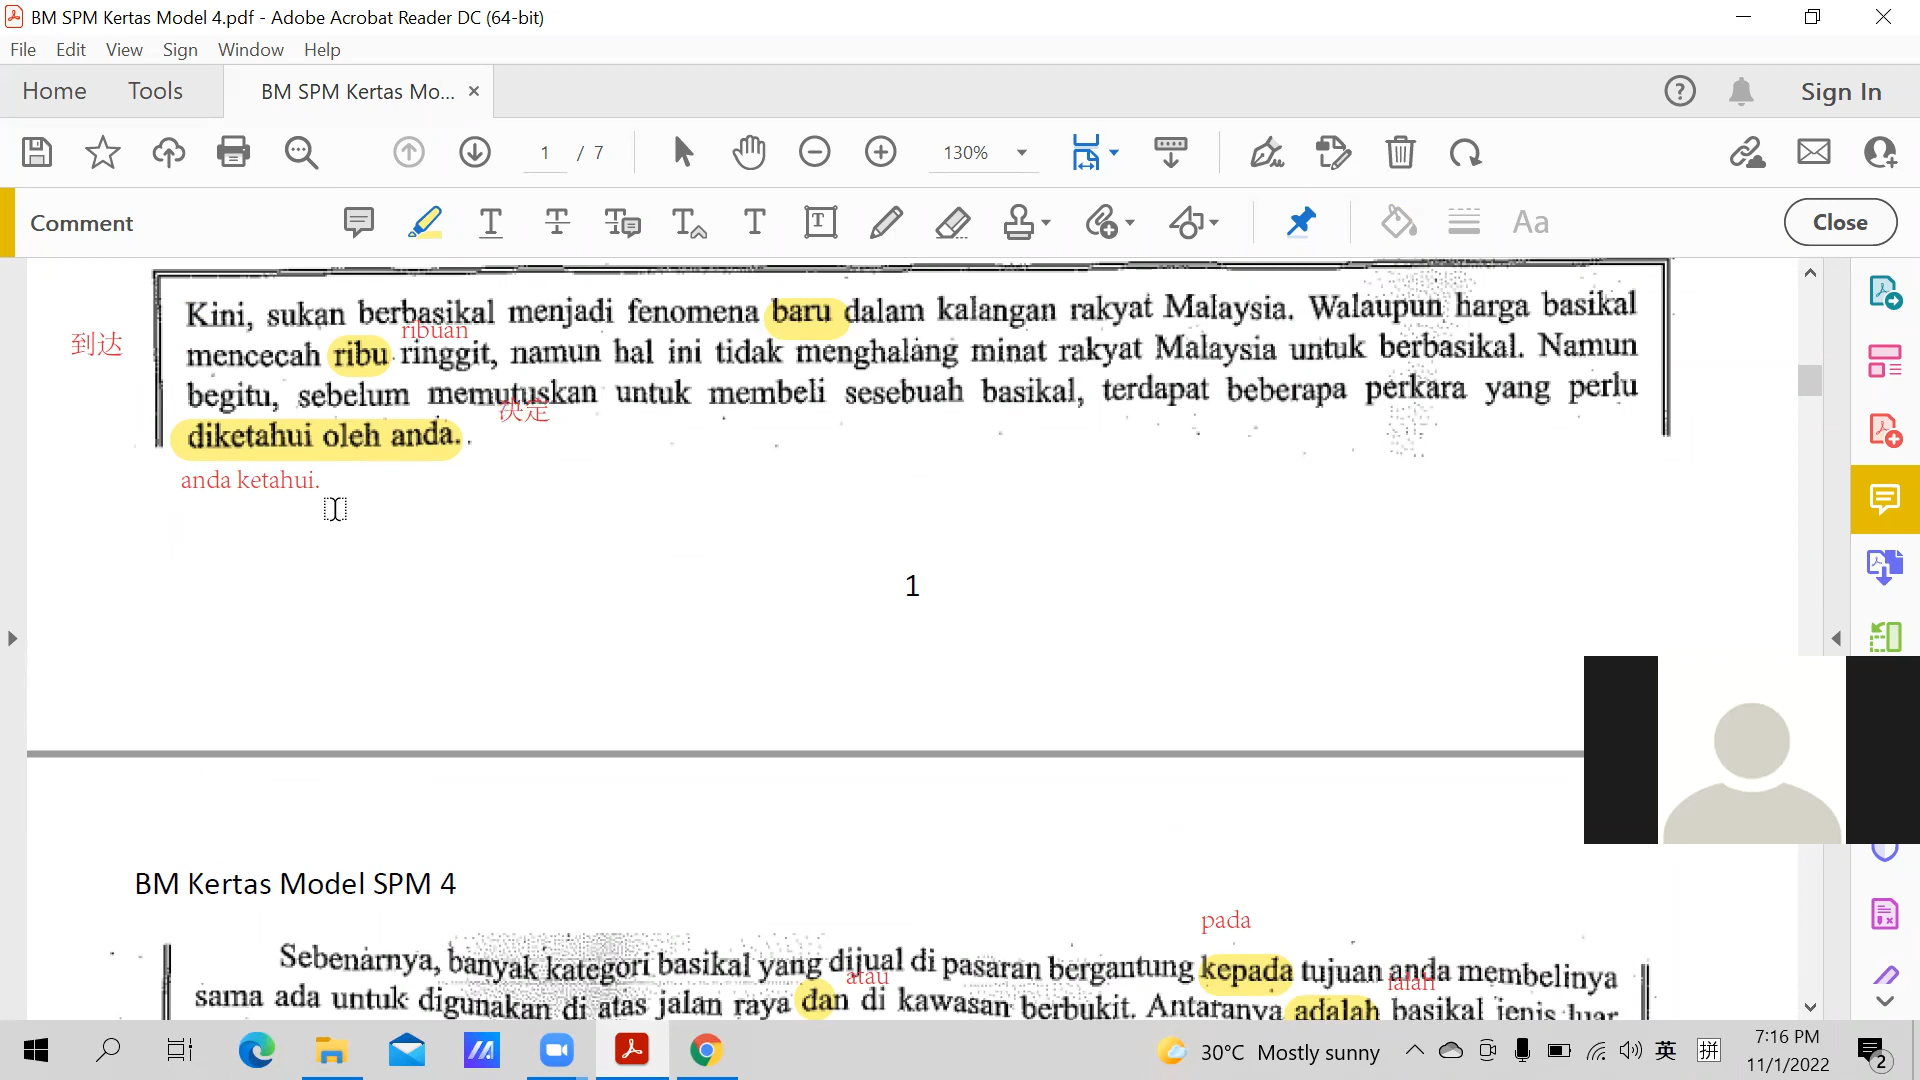 BM SPM Kertas Model 4.pdf - Adobe Acrobat Reader DC (64-bit)
File Edit View Sign Window Help
Home Tools BM SPM Kertas Mo... × Sign In
1 / 7 130%
Comment Aa Close
Kini, sukan berbasikal menjadi fenomena baru dalam kalangan rakyat Malaysia. Walaupun harga basikal
到达
ribuan
mencecah ribu ringgit, namun hal ini tidak menghalang minat rakyat Malaysia untuk berbasikal. Namun
begitu, sebelum memutuskan untuk membeli sesebuah basikal, terdapat beberapa perkara yang perlu
决定
diketahui oleh anda.
anda ketahui.
1
BM Kertas Model SPM 4
pada
Sebenarnya, banyak kategori basikal yang dijual di pasaran bergantung kepada tujuan anda membelinya
atau ialah
sama ada untuk digunakan di atas jalan raya dan di kawasan berbukit. Antaranya adalah basikal jenis luar
30°C Mostly sunny 英 拼 7:16 PM
11/1/2022 2